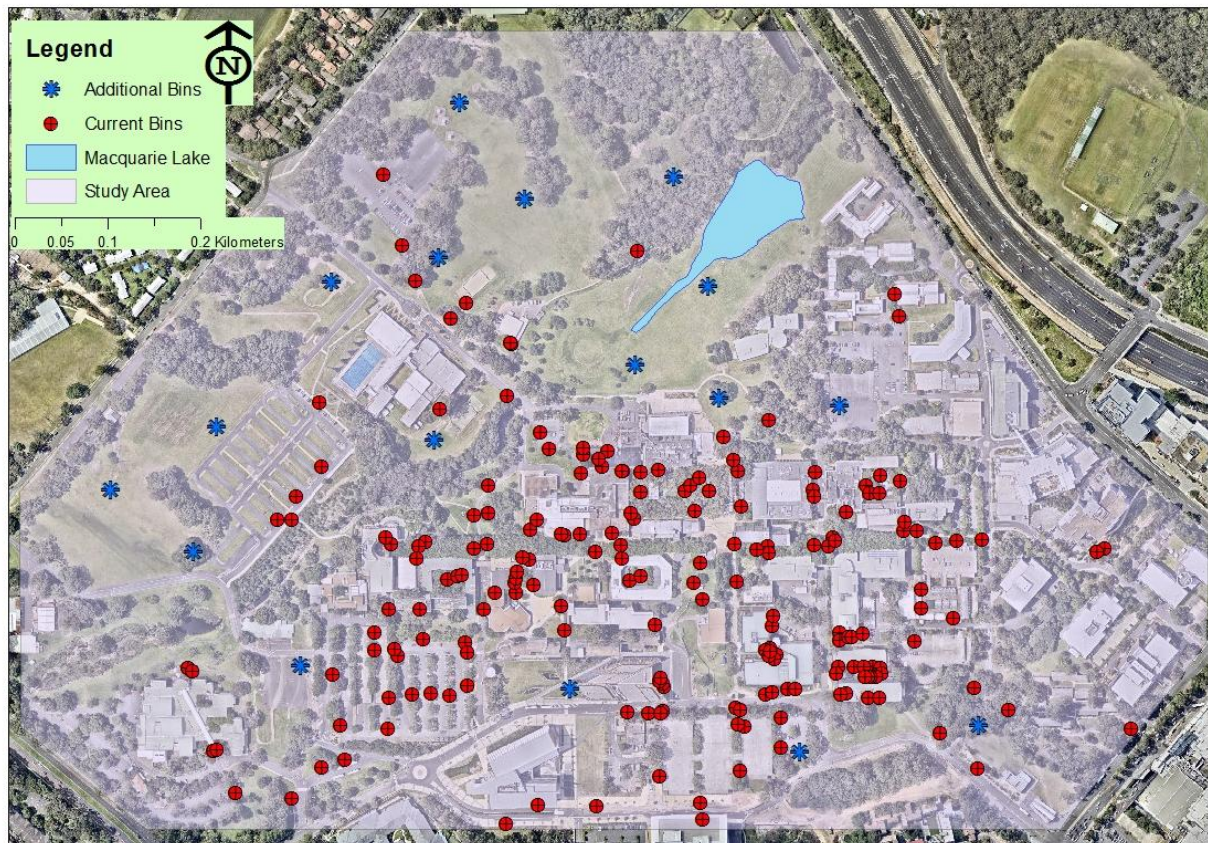 Legend
N
Additional Bins
Current Bins
Macquarie Lake
Study Area
0 0.05 0.1 0.2 Kilometers